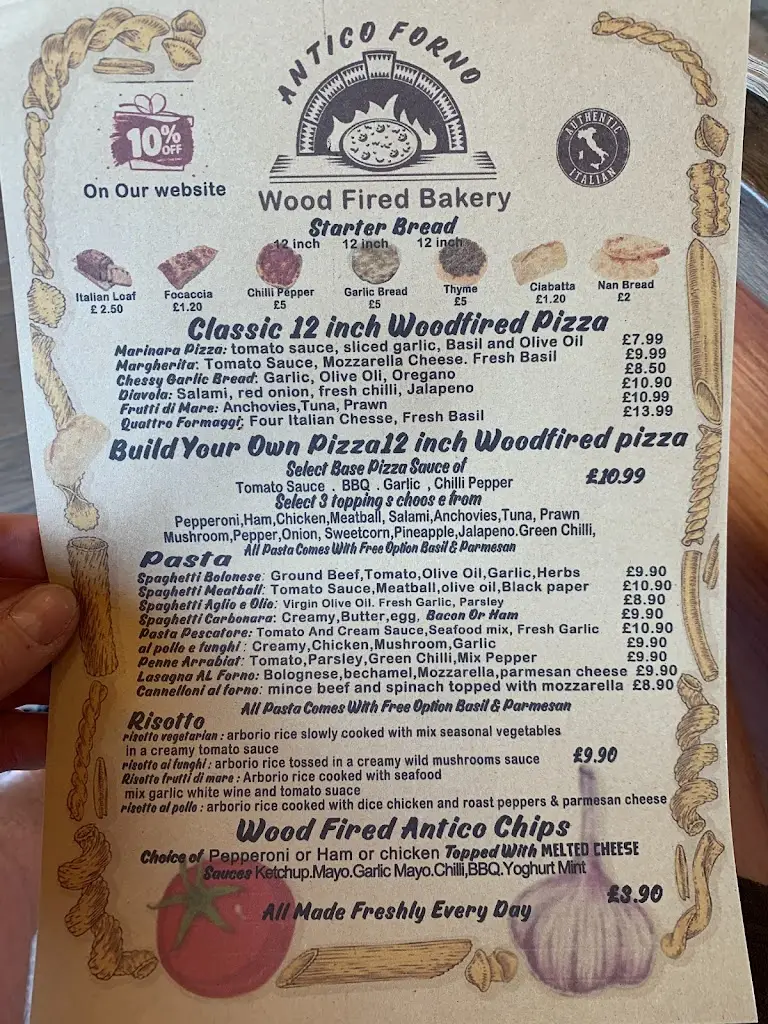 ANTICO FORNO
10% OFF
On Our website
AUTHENTIC ITALIAN
Wood Fired Bakery
Starter Bread
12 inch 12 inch 12 inch
Italian Loaf Focaccia Chilli Pepper Garlic Bread Thyme Ciabatta Nan Bread
£ 2.50 £1.20 £5 £5 £5 £1.20 £2
Classic 12 inch Woodfired Pizza
Marinara Pizza: tomato sauce, sliced garlic, Basil and Olive Oil £7.99
Margherita: Tomato Sauce, Mozzarella Cheese. Fresh Basil £9.99
Chessy Garlic Bread: Garlic, Olive Oli, Oregano £8.50
Diavola: Salami, red onion, fresh chilli, Jalapeno £10.90
Frutti di Mare: Anchovies,Tuna, Prawn £10.99
Quattro Formaggi: Four Italian Chesse, Fresh Basil £13.99
Build Your Own Pizza12 inch Woodfired pizza
Select Base Pizza Sauce of
Tomato Sauce . BBQ . Garlic , Chilli Pepper £10.99
Select 3 topping s choos e from
Pepperoni,Ham,Chicken,Meatball, Salami,Anchovies,Tuna, Prawn
Mushroom,Pepper,Onion, Sweetcorn,Pineapple,Jalapeno.Green Chilli,
All Pasta Comes With Free Option Basil & Parmesan
Pasta
Spaghetti Bolonese: Ground Beef,Tomato,Olive Oil,Garlic,Herbs £9.90
Spaghetti Meatball: Tomato Sauce,Meatball,olive oil,Black paper £10.90
Spaghetti Aglio e Olio: Virgin Olive Oil. Fresh Garlic, Parsley £8.90
Spaghetti Carbonara: Creamy,Butter,egg, Bacon Or Ham £9.90
Pasta Pescatore: Tomato And Cream Sauce,Seafood mix, Fresh Garlic £10.90
al pollo e funghi : Creamy,Chicken,Mushroom,Garlic £9.90
Penne Arrabiat: Tomato,Parsley,Green Chilli,Mix Pepper £9.90
Lasagna AL Forno: Bolognese,bechamel,Mozzarella,parmesan cheese £9.90
Cannelloni al forno: mince beef and spinach topped with mozzarella £8.90
All Pasta Comes With Free Option Basil & Parmesan
Risotto
risotto vegetarian : arborio rice slowly cooked with mix seasonal vegetables
in a creamy tomato sauce
risotto ai funghi : arborio rice tossed in a creamy wild mushrooms sauce £9.90
Risotto frutti di mare : Arborio rice cooked with seafood
mix garlic white wine and tomato suace
risotto al pollo : arborio rice cooked with dice chicken and roast peppers & parmesan cheese
Wood Fired Antico Chips
Choice of Pepperoni or Ham or chicken Topped With MELTED CHEESE
Sauces Ketchup.Mayo.Garlic Mayo.Chilli,BBQ.Yoghurt Mint
£8.90
All Made Freshly Every Day